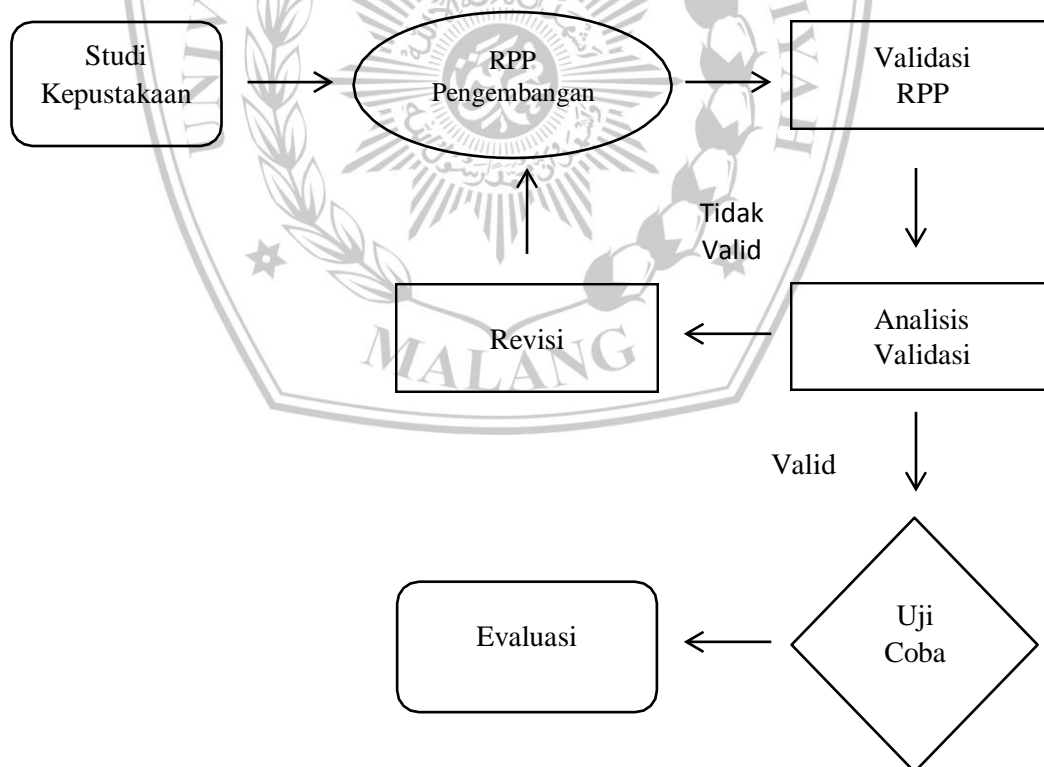 Studi
Kepustakaan
RPP
Pengembangan
Validasi
RPP
Tidak
Valid
Revisi
Analisis
Validasi
MALANG
Valid
Evaluasi
Uji
Coba